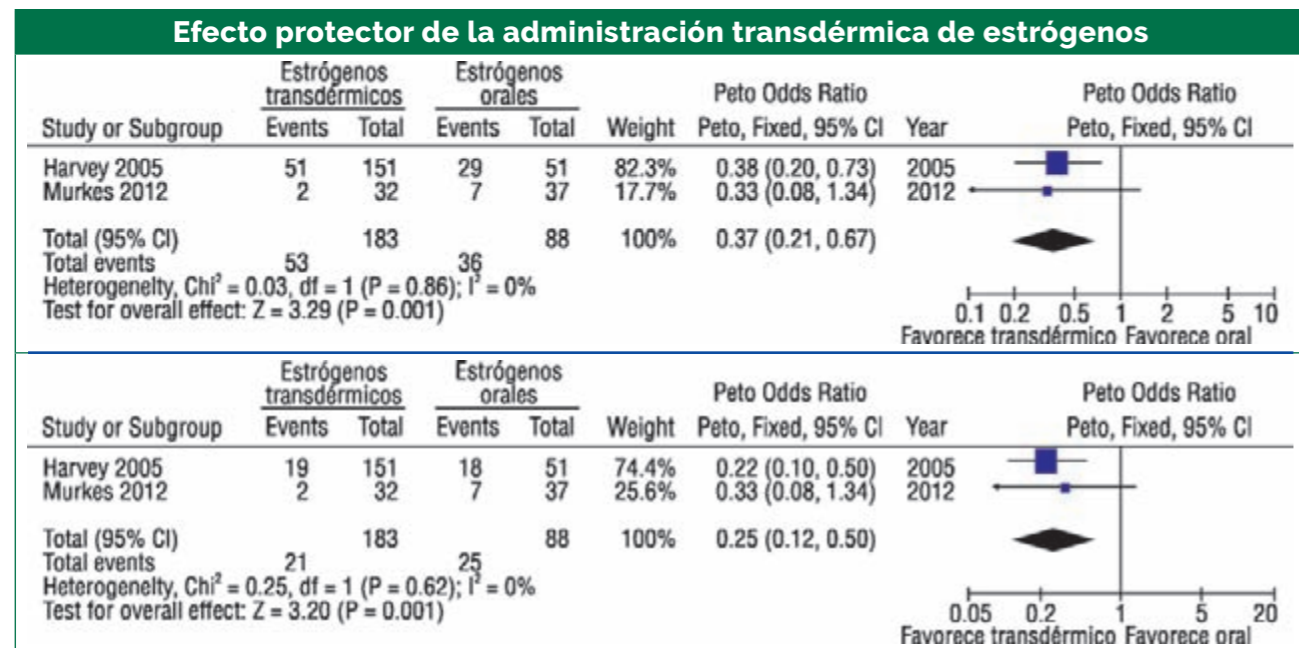 Efecto protector de la administración transdérmica de estrógenos
Estrógenos transdérmicos Estrógenos orales Peto Odds Ratio Peto Odds Ratio
Study or Subgroup Events Total Events Total Weight Peto, Fixed, 95% CI Year Peto, Fixed, 95% CI
Harvey 2005 51 151 29 51 82.3% 0.38 (0.20, 0.73) 2005
Murkes 2012 2 32 7 37 17.7% 0.33 (0.08, 1.34) 2012
Total (95% CI) 183 88 100% 0.37 (0.21, 0.67)
Total events 53 36
Heterogenelty, Chi² = 0.03, df = 1 (P = 0.86); I² = 0%
Test for overall effect: Z = 3.29 (P = 0.001)
0.1 0.2 0.5 1 2 5 10
Favorece transdérmico Favorece oral
Estrógenos transdérmicos Estrógenos orales Peto Odds Ratio Peto Odds Ratio
Study or Subgroup Events Total Events Total Weight Peto, Fixed, 95% CI Year Peto, Fixed, 95% CI
Harvey 2005 19 151 18 51 74.4% 0.22 (0.10, 0.50) 2005
Murkes 2012 2 32 7 37 25.6% 0.33 (0.08, 1.34) 2012
Total (95% CI) 183 88 100% 0.25 (0.12, 0.50)
Total events 21 25
Heterogenelty, Chi² = 0.25, df = 1 (P = 0.62); I² = 0%
Test for overall effect: Z = 3.20 (P = 0.001)
0.05 0.2 1 5 20
Favorece transdérmico Favorece oral